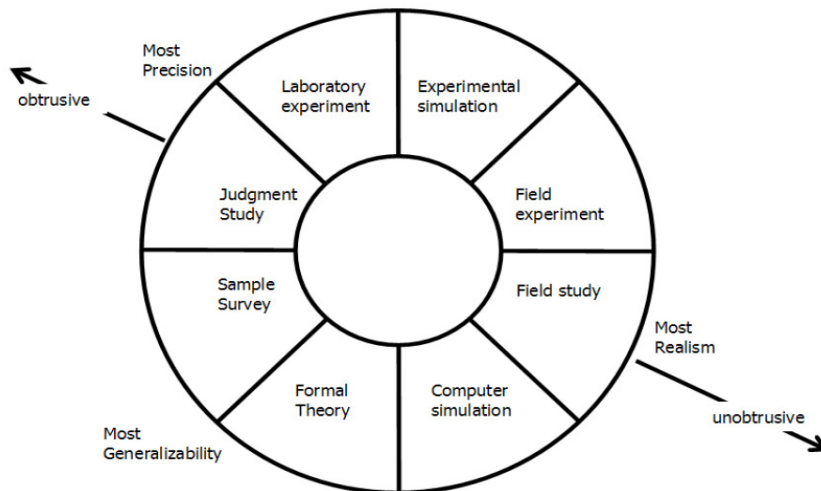 Most
Precision
obtrusive
Laboratory
experiment
Experimental
simulation
Judgment
Study
Field
experiment
Sample
Survey
Field study
Most
Realism
Formal
Theory
Computer
simulation
unobtrusive
Most
Generalizability